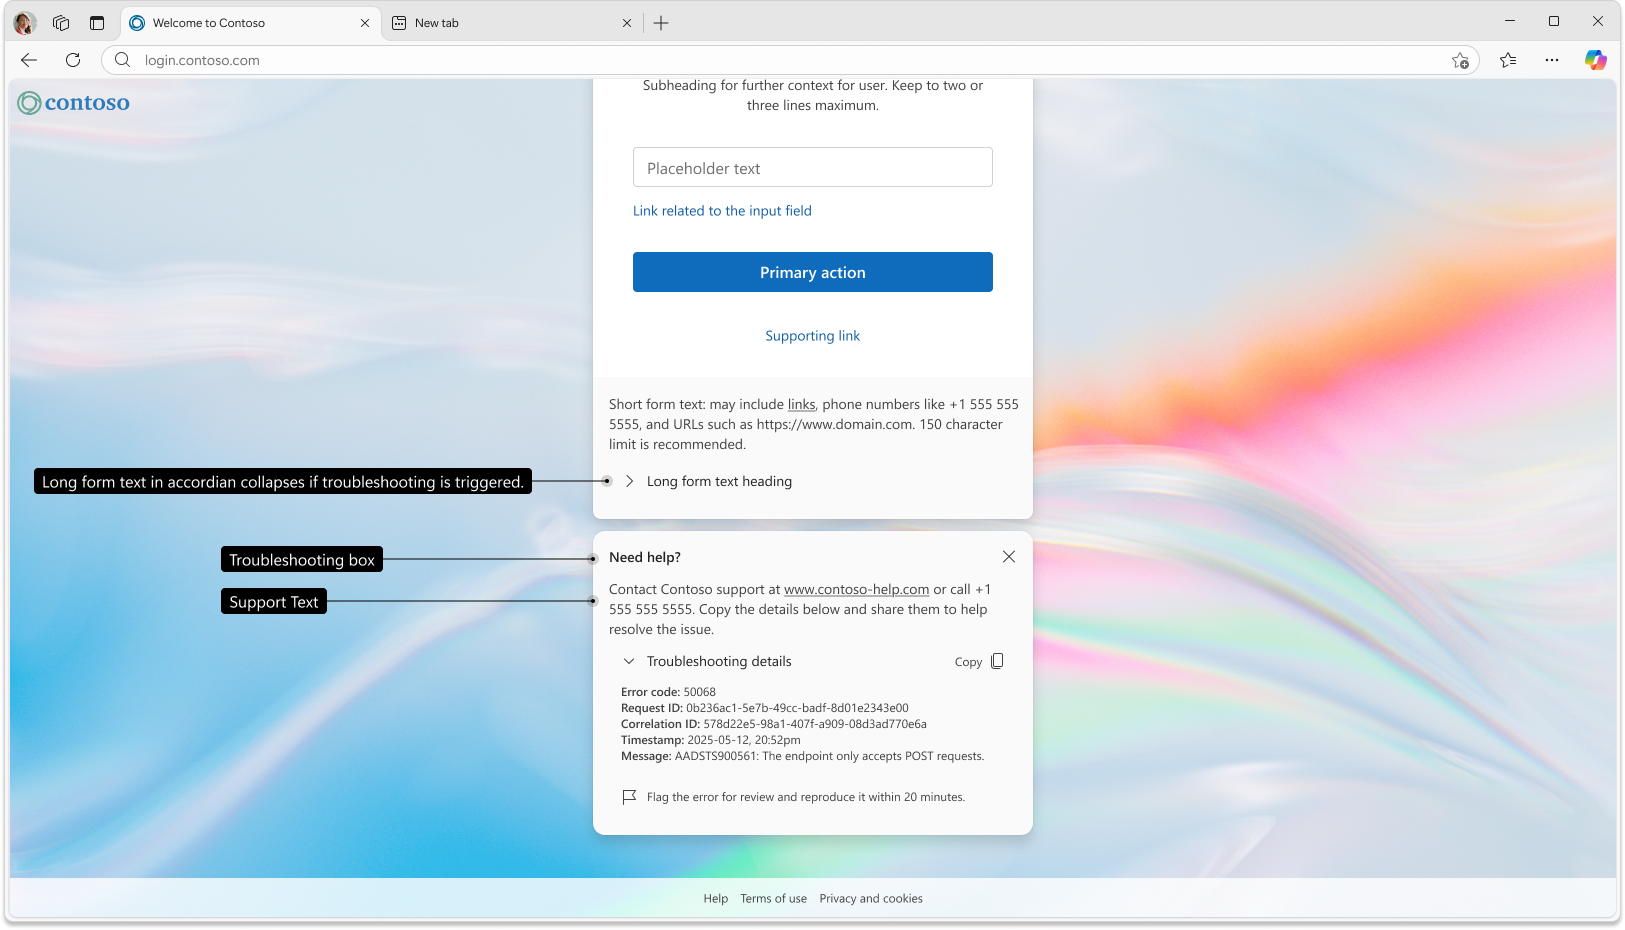 Welcome to Contoso
New tab
login.contoso.com
contoso
Subheading for further context for user. Keep to two or
three lines maximum.
Placeholder text
Link related to the input field
Primary action
Supporting link
Short form text: may include links, phone numbers like +1 555 555
5555, and URLs such as https://www.domain.com. 150 character
limit is recommended.
Long form text in accordian collapses if troubleshooting is triggered.
Long form text heading
Troubleshooting box
Need help?
Support Text
Contact Contoso support at www.contoso-help.com or call +1
555 555 5555. Copy the details below and share them to help
resolve the issue.
Troubleshooting details
Copy
Error code: 50068
Request ID: 0b236ac1-5e7b-49cc-badf-8d01e2343e00
Correlation ID: 578d22e5-98a1-407f-a909-08d3ad770e6a
Timestamp: 2025-05-12, 20:52pm
Message: AADSTS900561: The endpoint only accepts POST requests.
Flag the error for review and reproduce it within 20 minutes.
Help Terms of use Privacy and cookies